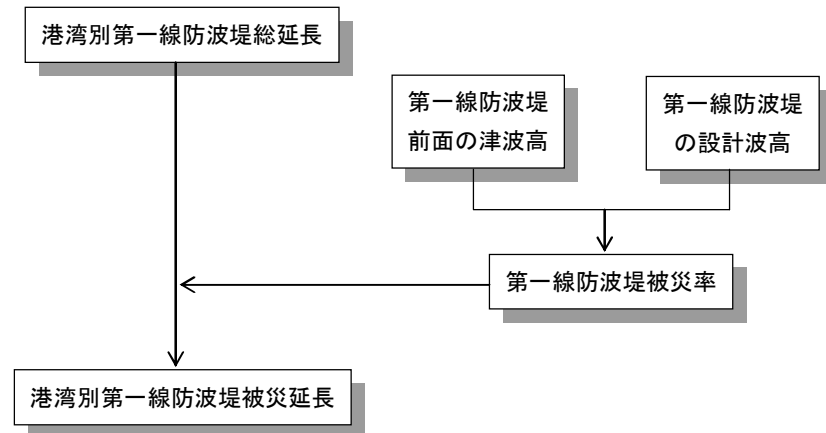 港湾別第一線防波堤総延長
第一線防波堤
前面の津波高
第一線防波堤
の設計波高
第一線防波堤被災率
港湾別第一線防波堤被災延長